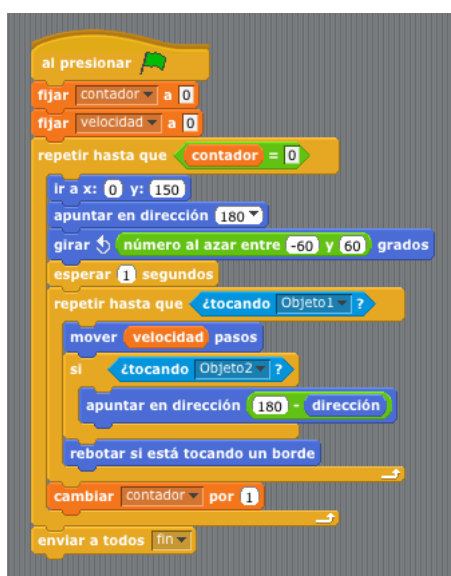 al presionar
fijar contador a 0
fijar velocidad a 0
repetir hasta que contador = 0
ir a x: 0 y: 150
apuntar en dirección 180
girar número al azar entre -60 y 60 grados
esperar 1 segundos
repetir hasta que ¿tocando Objeto1 ?
mover velocidad pasos
si ¿tocando Objeto2 ?
apuntar en dirección 180 - dirección
rebotar si está tocando un borde
cambiar contador por 1
enviar a todos fin